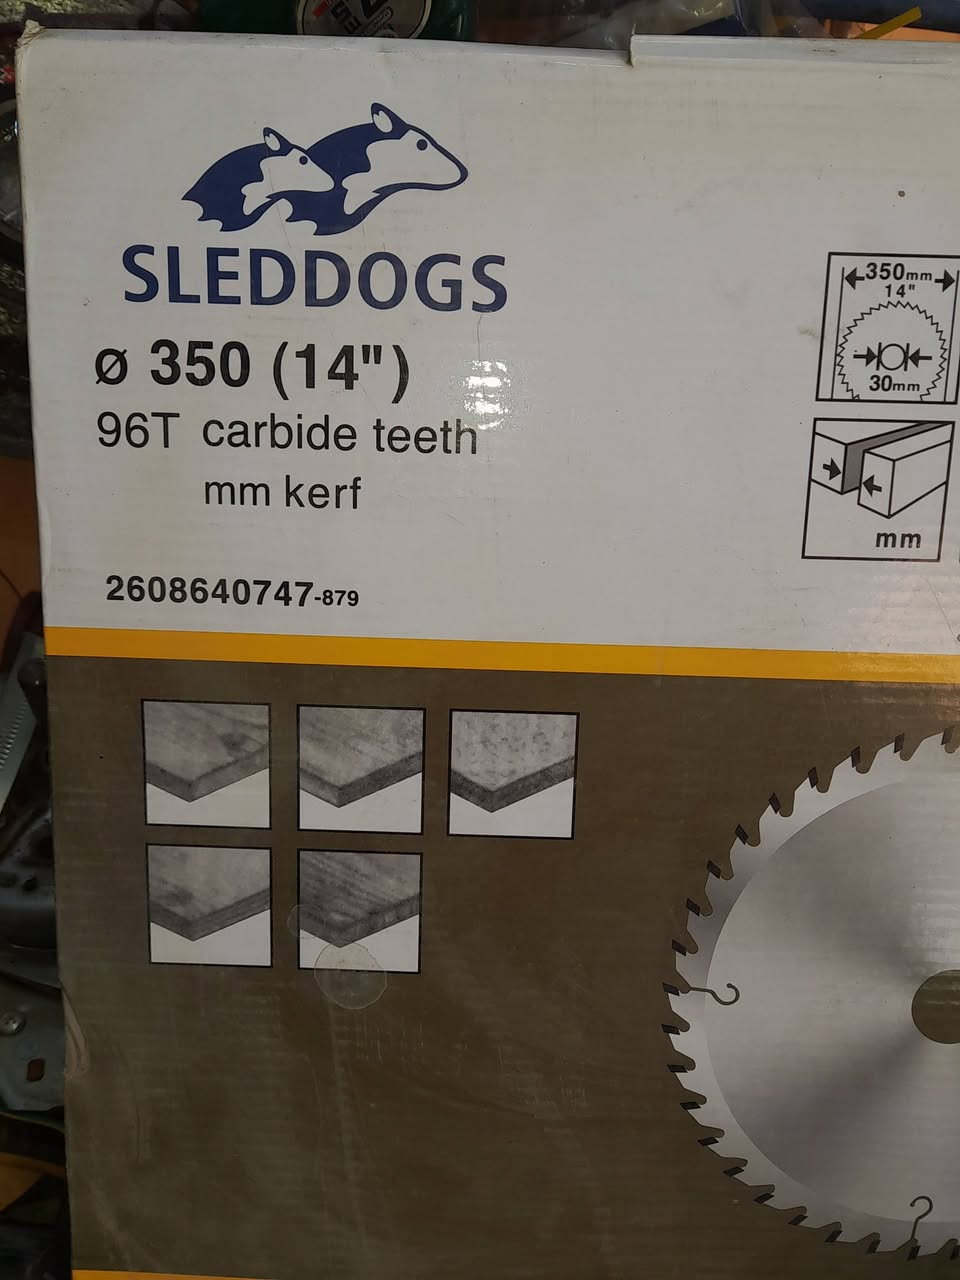 SLEDDOGS
ø 350 (14")
96T carbide teeth
mm kerf
2608640747-879
350mm
14"
30mm
mm